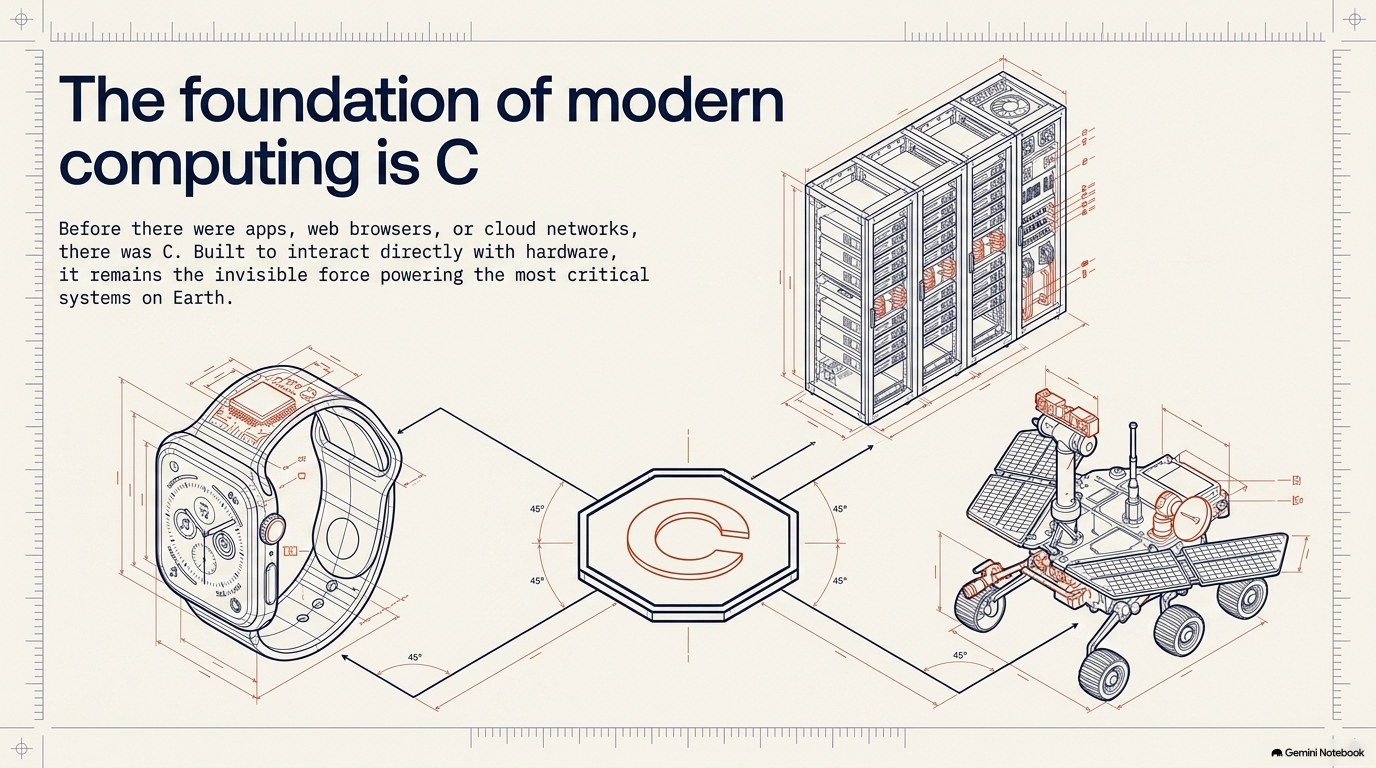 The foundation of modern
computing is C
Before there were apps, web browsers, or cloud networks,
there was C. Built to interact directly with hardware,
it remains the invisible force powering the most critical
systems on Earth.
C
45°
45°
45°
45°
45°
45°
Gemini Notebook